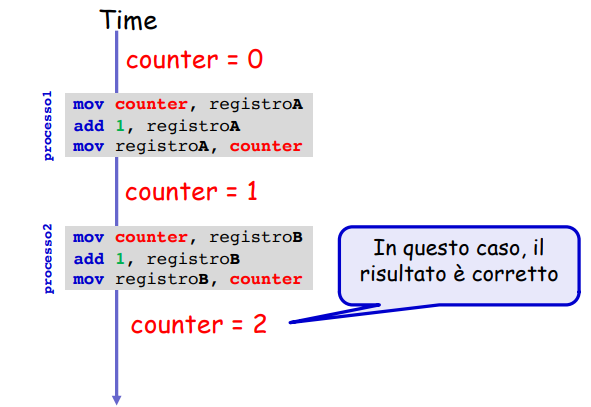 Time
counter = 0
processo1
mov counter, registroA
add 1, registroA
mov registroA, counter
counter = 1
processo2
mov counter, registroB
add 1, registroB
mov registroB, counter
In questo caso, il
risultato è corretto
counter = 2